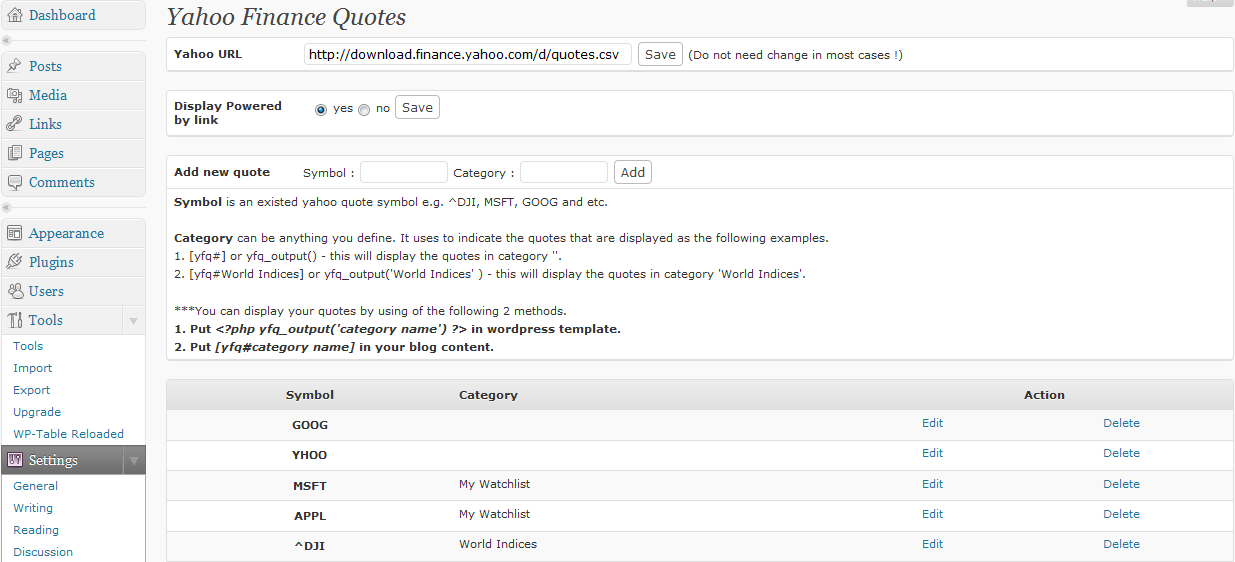 Dashboard
Posts
Media
Links
Pages
Comments
Appearance
Plugins
Users
Tools
Tools
Import
Export
Upgrade
WP-Table Reloaded
Settings
General
Writing
Reading
Discussion
Yahoo Finance Quotes
Yahoo URL http://download.finance.yahoo.com/d/quotes.csv Save (Do not need change in most cases !)
Display Powered
by link
yes no Save
Add new quote Symbol : Category : Add
Symbol is an existed yahoo quote symbol e.g. ^DJI, MSFT, GOOG and etc.
Category can be anything you define. It uses to indicate the quotes that are displayed as the following examples.
1. [yfq#] or yfq_output() - this will display the quotes in category ''.
2. [yfq#World Indices] or yfq_output('World Indices' ) - this will display the quotes in category 'World Indices'.
***You can display your quotes by using of the following 2 methods.
1. Put <?php yfq_output('category name') ?> in wordpress template.
2. Put [yfq#category name] in your blog content.
Symbol Category Action
GOOG Edit Delete
YHOO Edit Delete
MSFT My Watchlist Edit Delete
APPL My Watchlist Edit Delete
^DJI World Indices Edit Delete